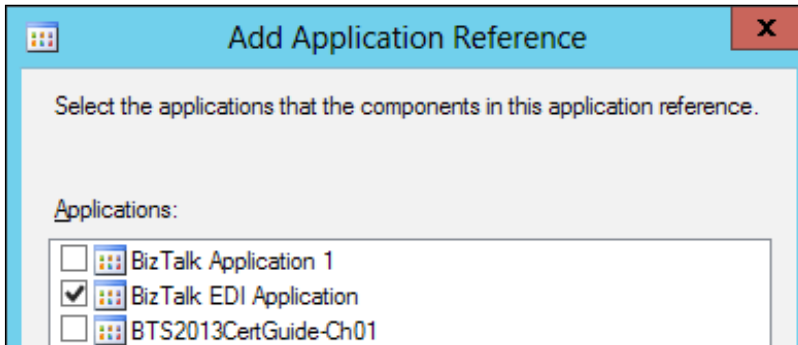 Add Application Reference
x
Select the applications that the components in this application reference.
Applications:
BizTalk Application 1
BizTalk EDI Application
BTS2013CertGuide-Ch01